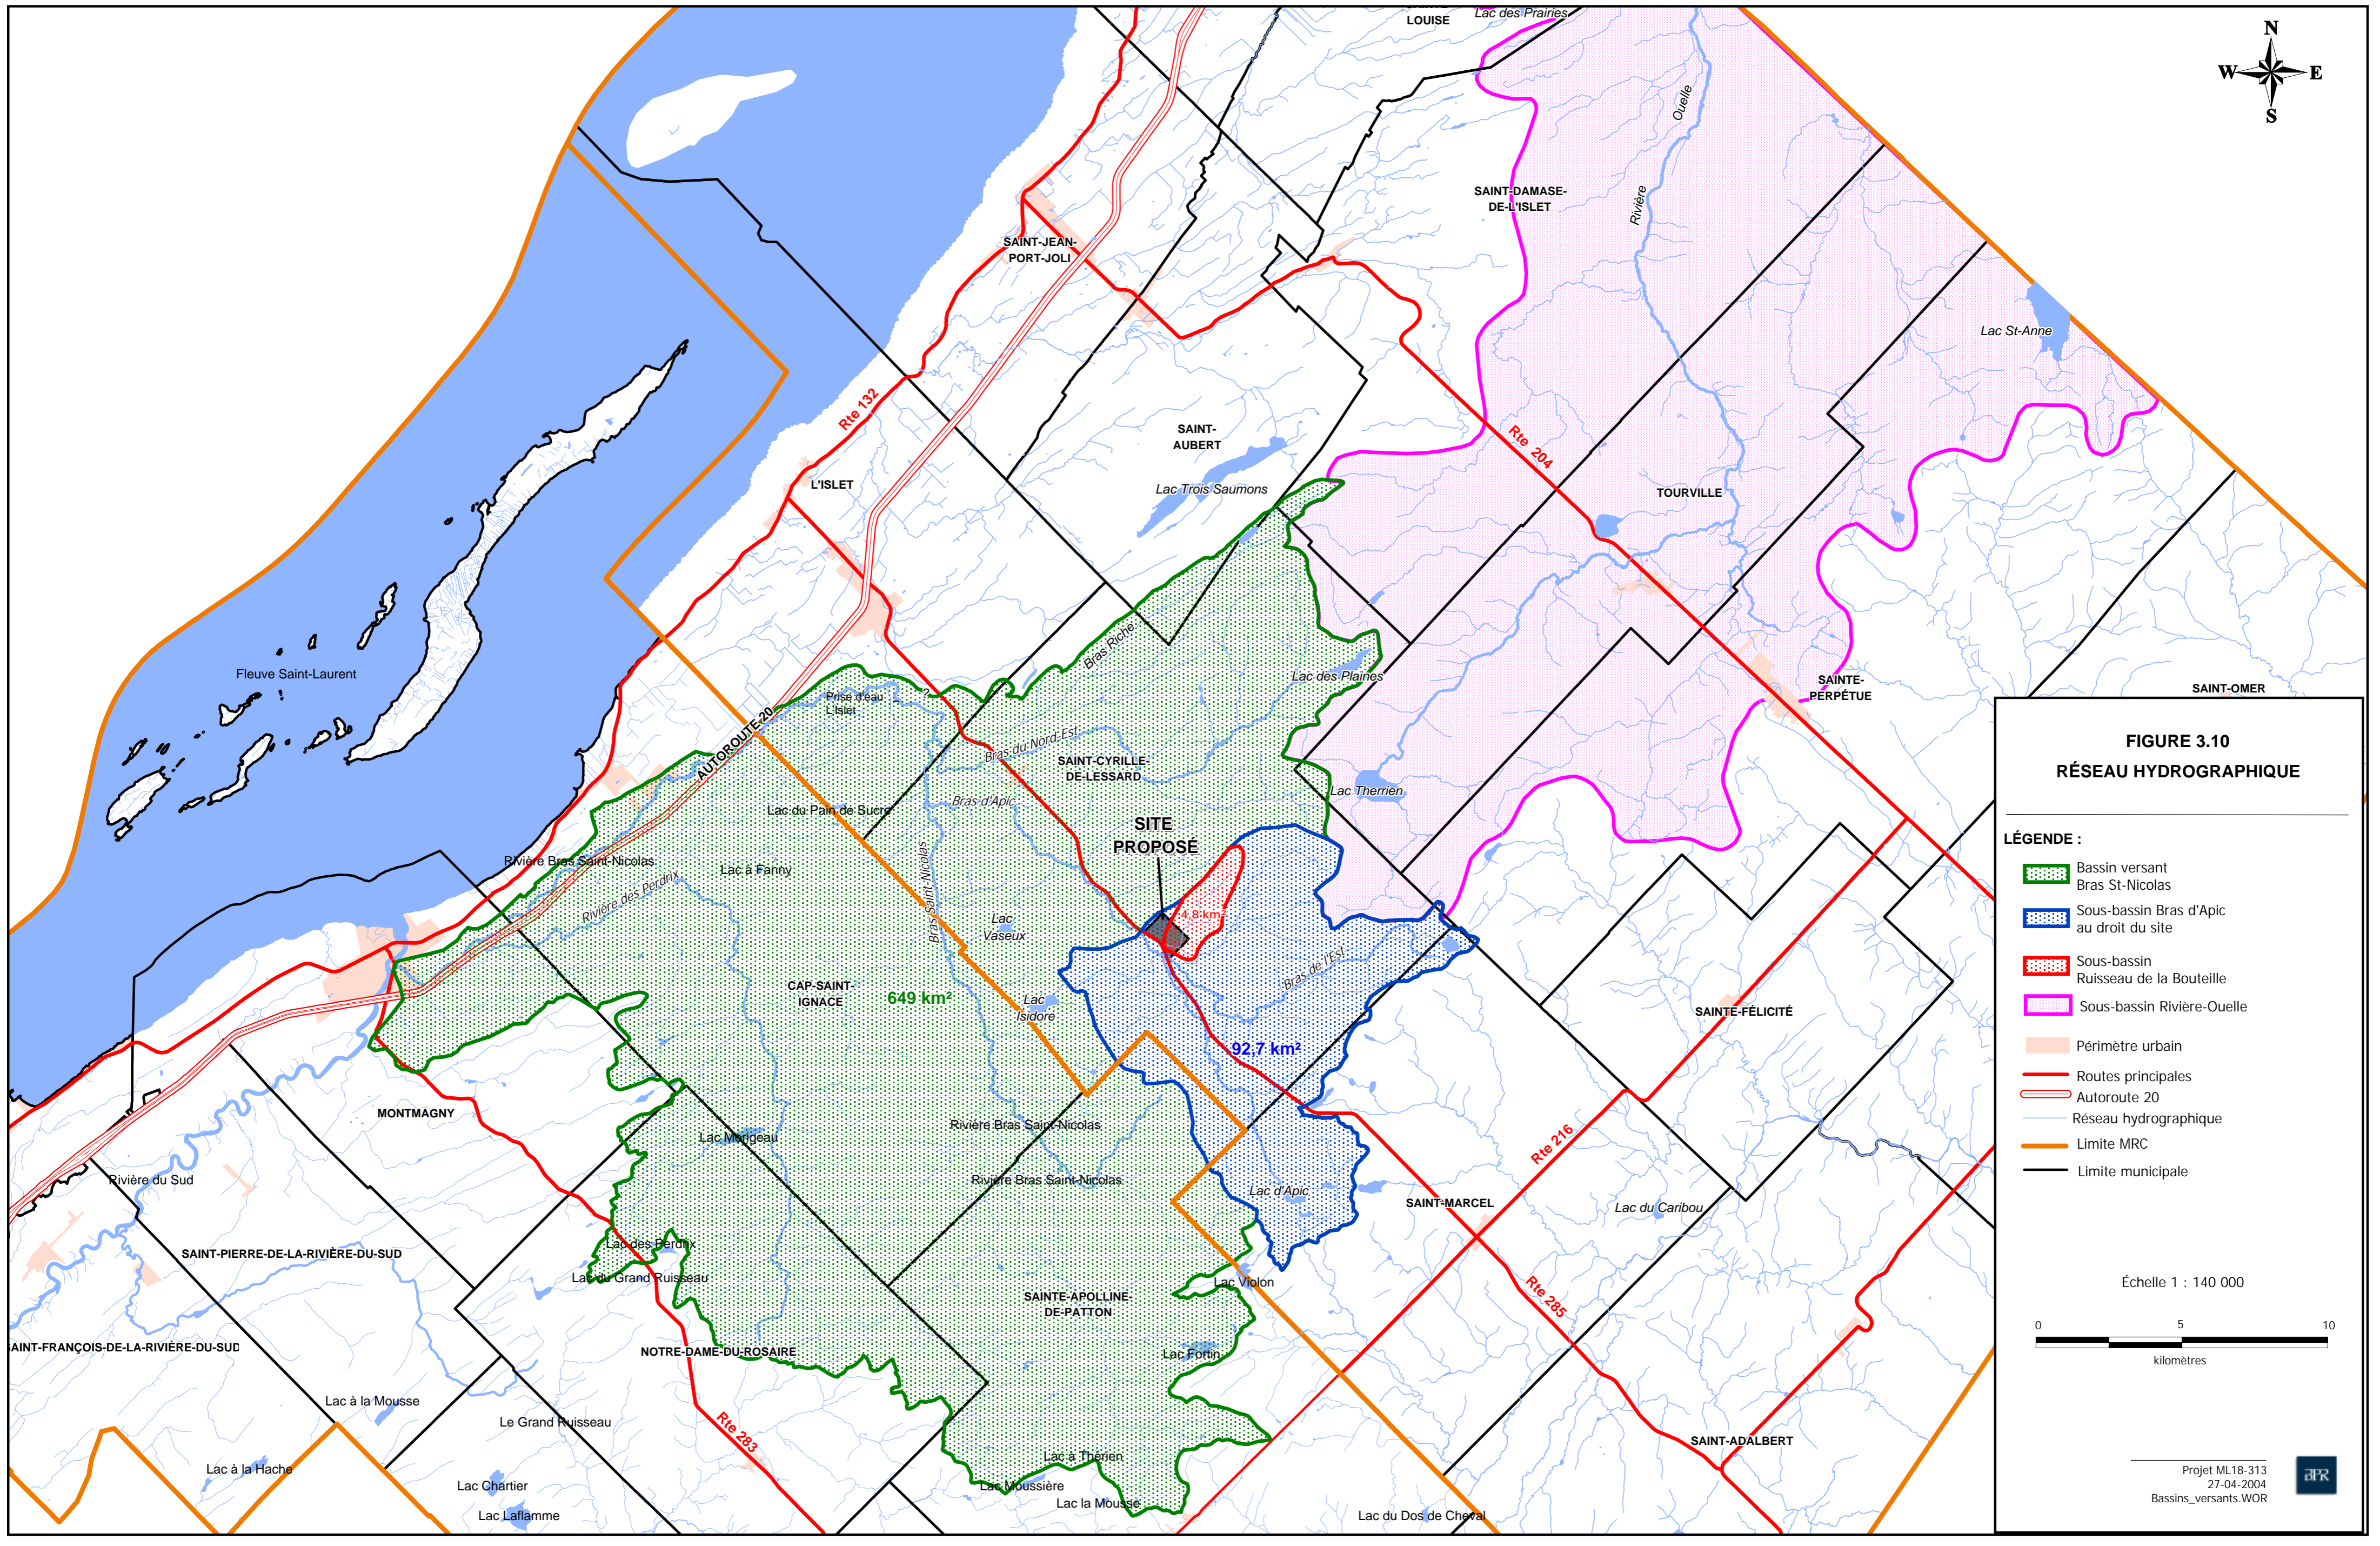 LOUISE
Lac des Prairies
N
W E
S
Ouelle
Rivière
SAINT-DAMASE-
DE-L'ISLET
SAINT-JEAN-
PORT-JOLI
Lac St-Anne
Rte 132
SAINT-
AUBERT
Rte 204
L'ISLET
Lac Trois Saumons
TOURVILLE
Bras Riche
Fleuve Saint-Laurent
Lac des Plaines
SAINTE-
PERPÉTUE
SAINT-OMER
Prise d'eau
L'Islet
?
AUTOROUTE 20
Bras du Nord-Est
SAINT-CYRILLE-
DE-LESSARD
Lac Therrien
Bras d'Apic
Lac du Pain de Sucre
SITE
PROPOSÉ
Rivière Bras Saint-Nicolas
Lac à Fanny
Rivière des Perdrix
Bras Saint-Nicolas
4,8 km²
Lac
Vaseux
Bras de l'Est
CAP-SAINT-
IGNACE
649 km²
Lac
Isidore
SAINTE-FÉLICITÉ
92,7 km²
MONTMAGNY
Rivière Bras Saint-Nicolas
Lac Morigeau
Rte 216
Rivière du Sud
Rivière Bras Saint-Nicolas
Lac d'Apic
SAINT-MARCEL
Lac du Caribou
Lac des Perdrix
SAINT-PIERRE-DE-LA-RIVIÈRE-DU-SUD
Lac du Grand Ruisseau
Lac Violon
SAINTE-APOLLINE-
DE-PATTON
Rte 285
SAINT-FRANÇOIS-DE-LA-RIVIÈRE-DU-SUD
NOTRE-DAME-DU-ROSAIRE
Lac Fortin
Lac à la Mousse
Le Grand Ruisseau
Rte 283
SAINT-ADALBERT
Lac à Thérien
Lac à la Hache
Lac Chartier
Lac Moussière
Lac la Mousse
Lac Laflamme
Lac du Dos de Cheval
FIGURE 3.10
RÉSEAU HYDROGRAPHIQUE
LÉGENDE :
Bassin versant
Bras St-Nicolas
Sous-bassin Bras d'Apic
au droit du site
Sous-bassin
Ruisseau de la Bouteille
Sous-bassin Rivière-Ouelle
Périmètre urbain
Routes principales
Autoroute 20
Réseau hydrographique
Limite MRC
Limite municipale
Échelle 1 : 140 000
0 5 10
kilomètres
Projet ML18-313
27-04-2004
Bassins_versants.WOR
BPR